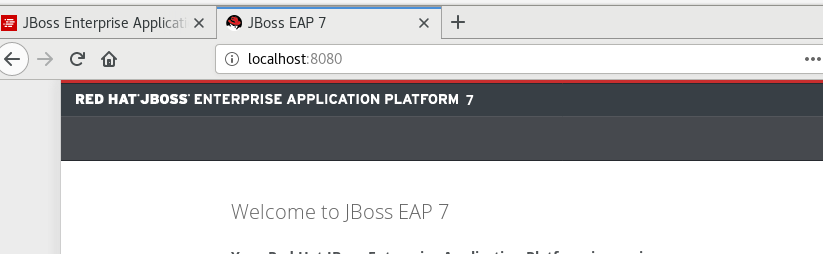 JBoss Enterprise Applicati
JBoss EAP 7
localhost:8080
RED HAT JBOSS ENTERPRISE APPLICATION PLATFORM 7
Welcome to JBoss EAP 7